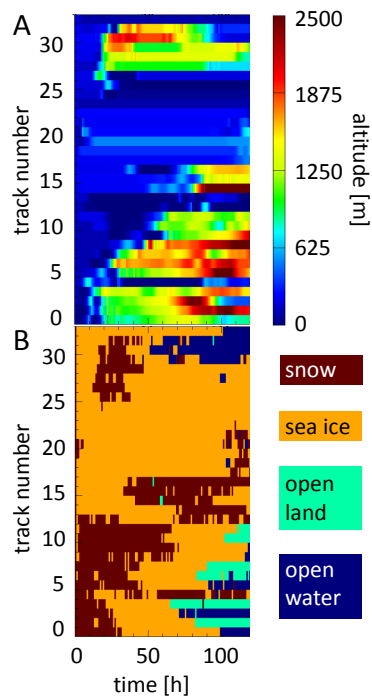 A
30
25
20
15
10
5
0
track number
2500
1875
1250
625
0
altitude [m]
B
30
25
20
15
10
5
0
track number
0
50
100
time [h]
snow
sea ice
open
land
open
water